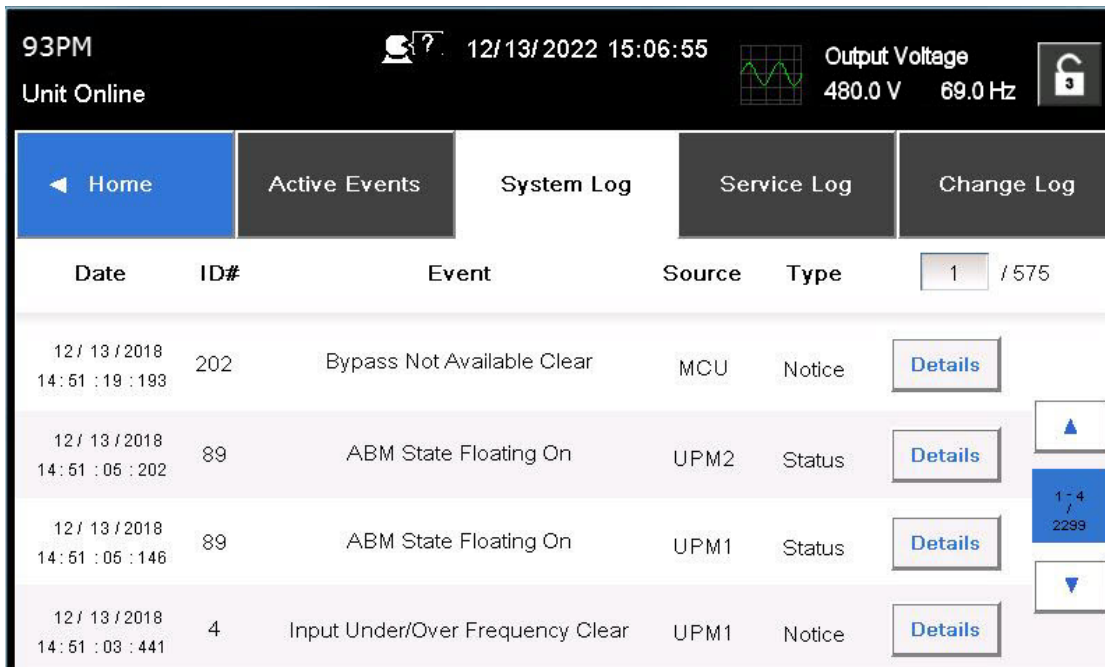 93PM
? 12/13/2022 15:06:55
Output Voltage
Unit Online
480.0 V 69.0 Hz
3
◄ Home
Active Events
System Log
Service Log
Change Log
Date ID# Event Source Type 1 / 575
12 / 13 / 2018
14:51 :19 :193
202 Bypass Not Available Clear MCU Notice Details
12 / 13 / 2018
14:51 :05 :202
89 ABM State Floating On UPM2 Status Details
▲
1 - 4
/
2299
12 / 13 / 2018
14:51 :05 :146
89 ABM State Floating On UPM1 Status Details
▼
12 / 13 / 2018
14:51 :03 :441
4 Input Under/Over Frequency Clear UPM1 Notice Details